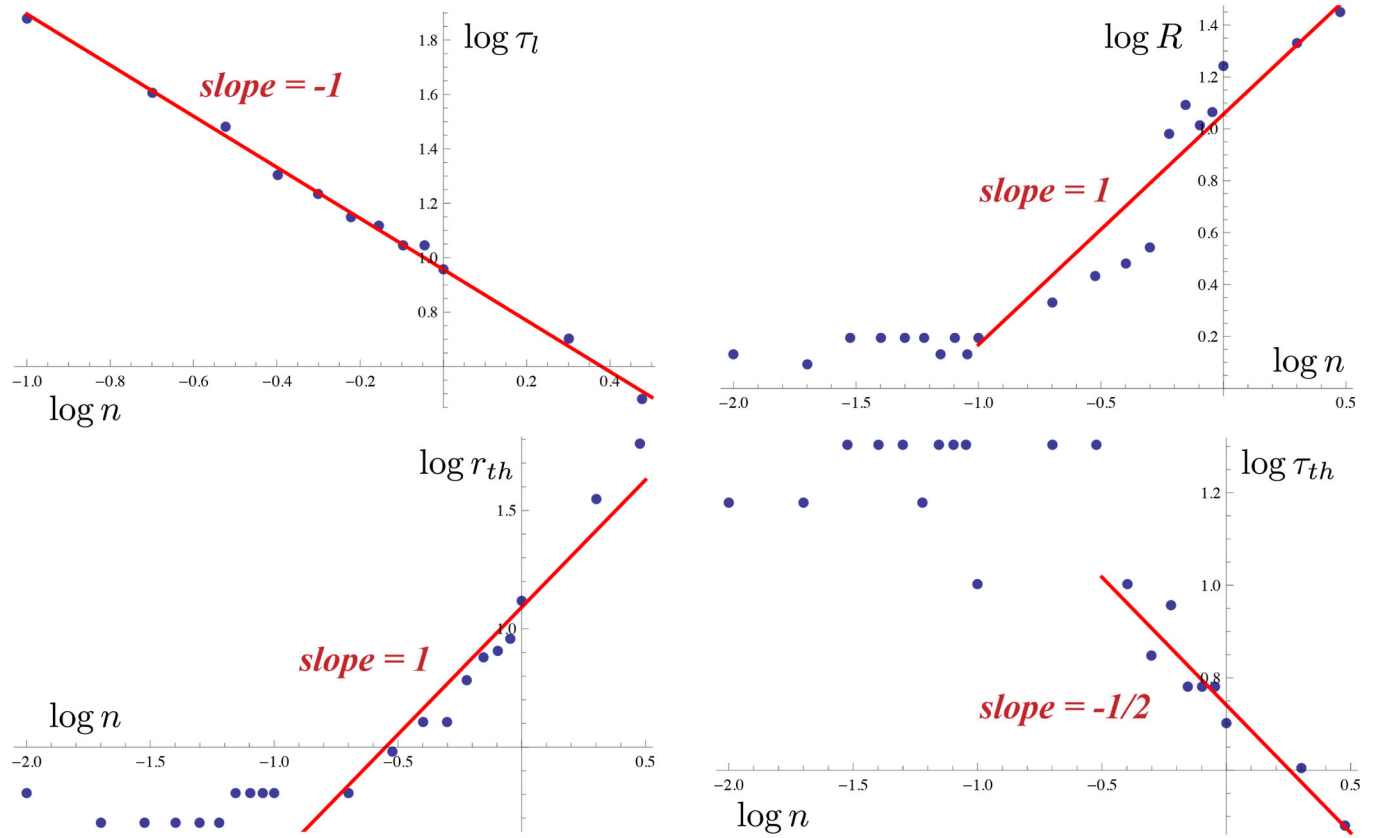 log τ_l
1.8
slope = -1
1.6
1.4
1.2
1.0
0.8
−1.0 −0.8 −0.6 −0.4 −0.2 0.2 0.4
log n
log R
1.4
1.2
1.0
slope = 1
0.8
0.6
0.4
0.2
log n
−2.0 −1.5 −1.0 −0.5 0.5
log r_th
1.5
1.0
slope = 1
log n
−2.0 −1.5 −1.0 −0.5 0.5
log τ_th
1.2
1.0
0.8
slope = -1/2
−2.0 −1.5 −1.0 −0.5 0.5
log n